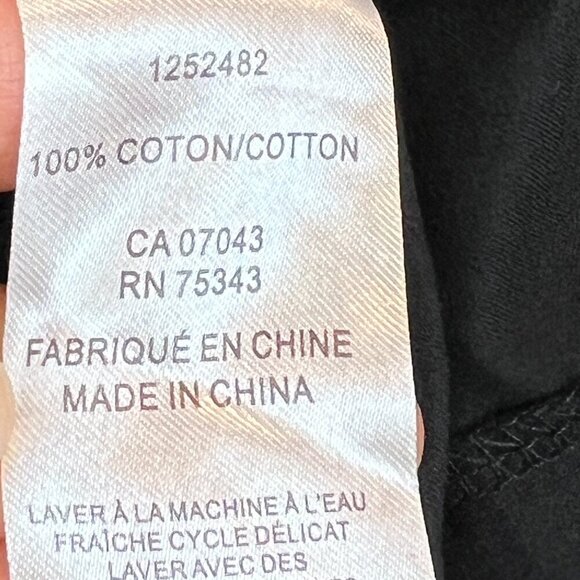 1252482
100% COTON/COTTON
CA 07043
RN 75343
FABRIQUÉ EN CHINE
MADE IN CHINA
LAVER À LA MACHINE À L'EAU
FRAÎCHE CYCLE DÉLICAT
LAVER AVEC DES